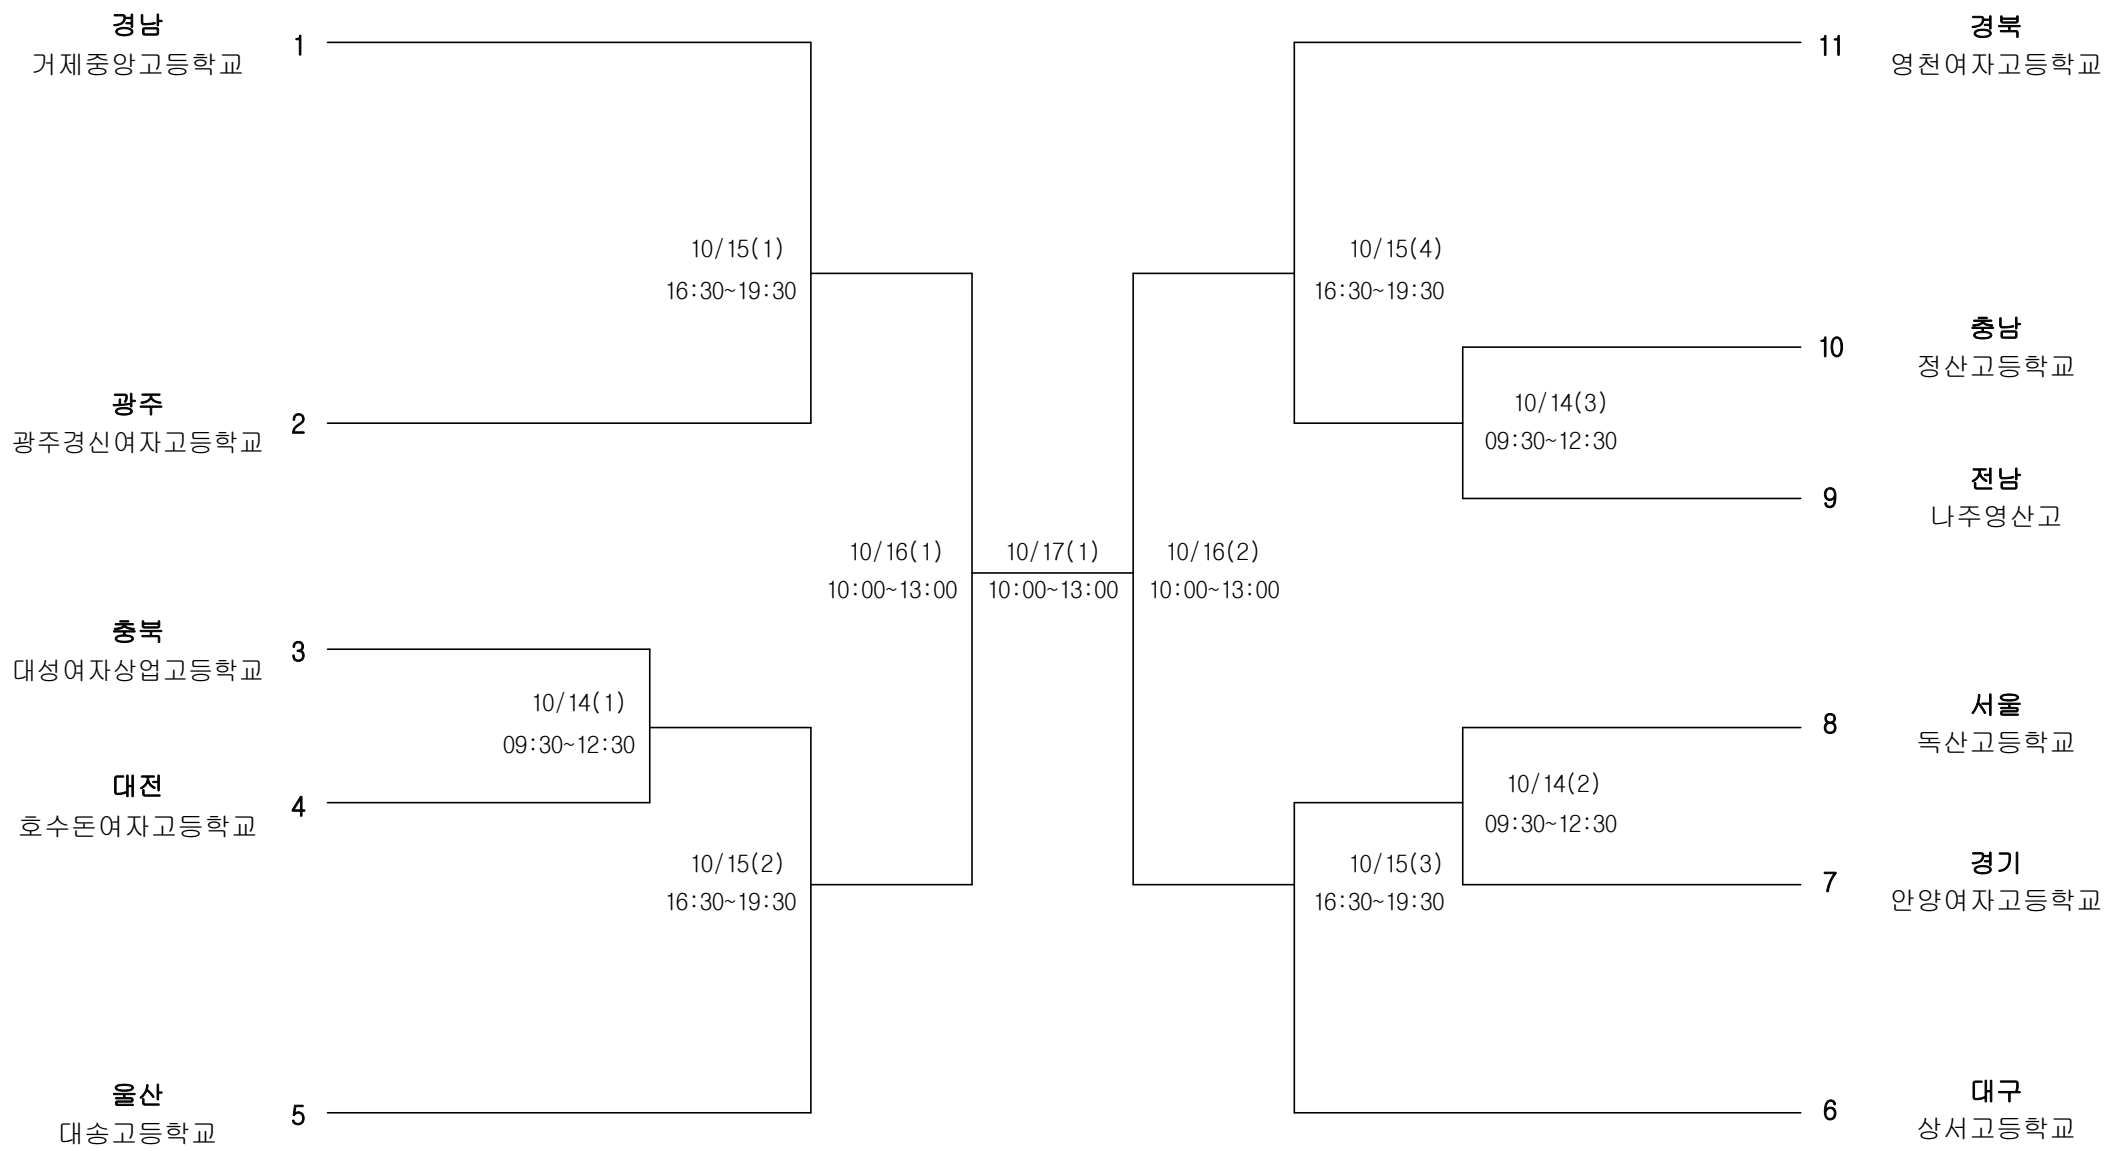 경남
거제중앙고등학교
1
광주
광주경신여자고등학교
2
충북
대성여자상업고등학교
3
대전
호수돈여자고등학교
4
울산
대송고등학교
5
10/15(1)
16:30~19:30
10/14(1)
09:30~12:30
10/15(2)
16:30~19:30
10/16(1)
10:00~13:00
10/17(1)
10:00~13:00
10/16(2)
10:00~13:00
10/15(4)
16:30~19:30
10/14(3)
09:30~12:30
10/14(2)
09:30~12:30
10/15(3)
16:30~19:30
11
경북
영천여자고등학교
10
충남
정산고등학교
9
전남
나주영산고
8
서울
독산고등학교
7
경기
안양여자고등학교
6
대구
상서고등학교